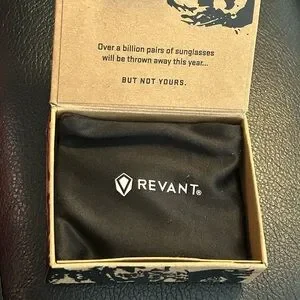 Over a billion pairs of sunglasses
will be thrown away this year...
BUT NOT YOURS.
REVANT®